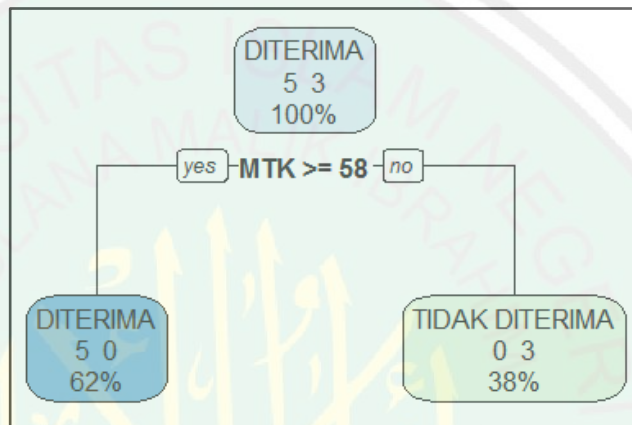 DITERIMA
5 3
100%
yes MTK >= 58 no
DITERIMA
5 0
62%
TIDAK DITERIMA
0 3
38%